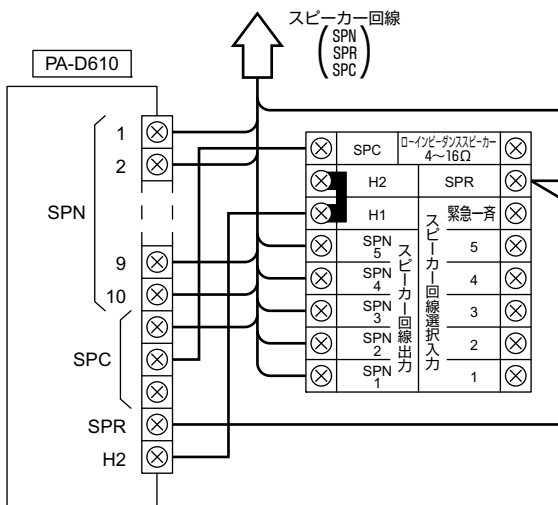 スピーカー回線
SPN
SPR
SPC
PA-D610
1
2
SPN
9
10
SPC
SPR
H2
SPC
ローインピーダンススピーカー
4〜16Ω
H2
SPR
H1
緊急一斉
SPN
5
5
SPN
4
4
SPN
3
3
SPN
2
2
SPN
1
1
スピーカー回線出力
スピーカー回線選択入力